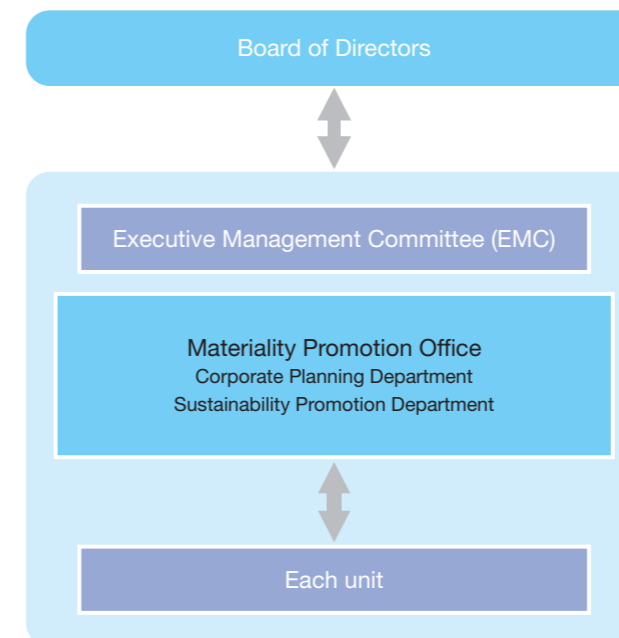 Board of Directors
Executive Management Committee (EMC)
Materiality Promotion Office
Corporate Planning Department
Sustainability Promotion Department
Each unit